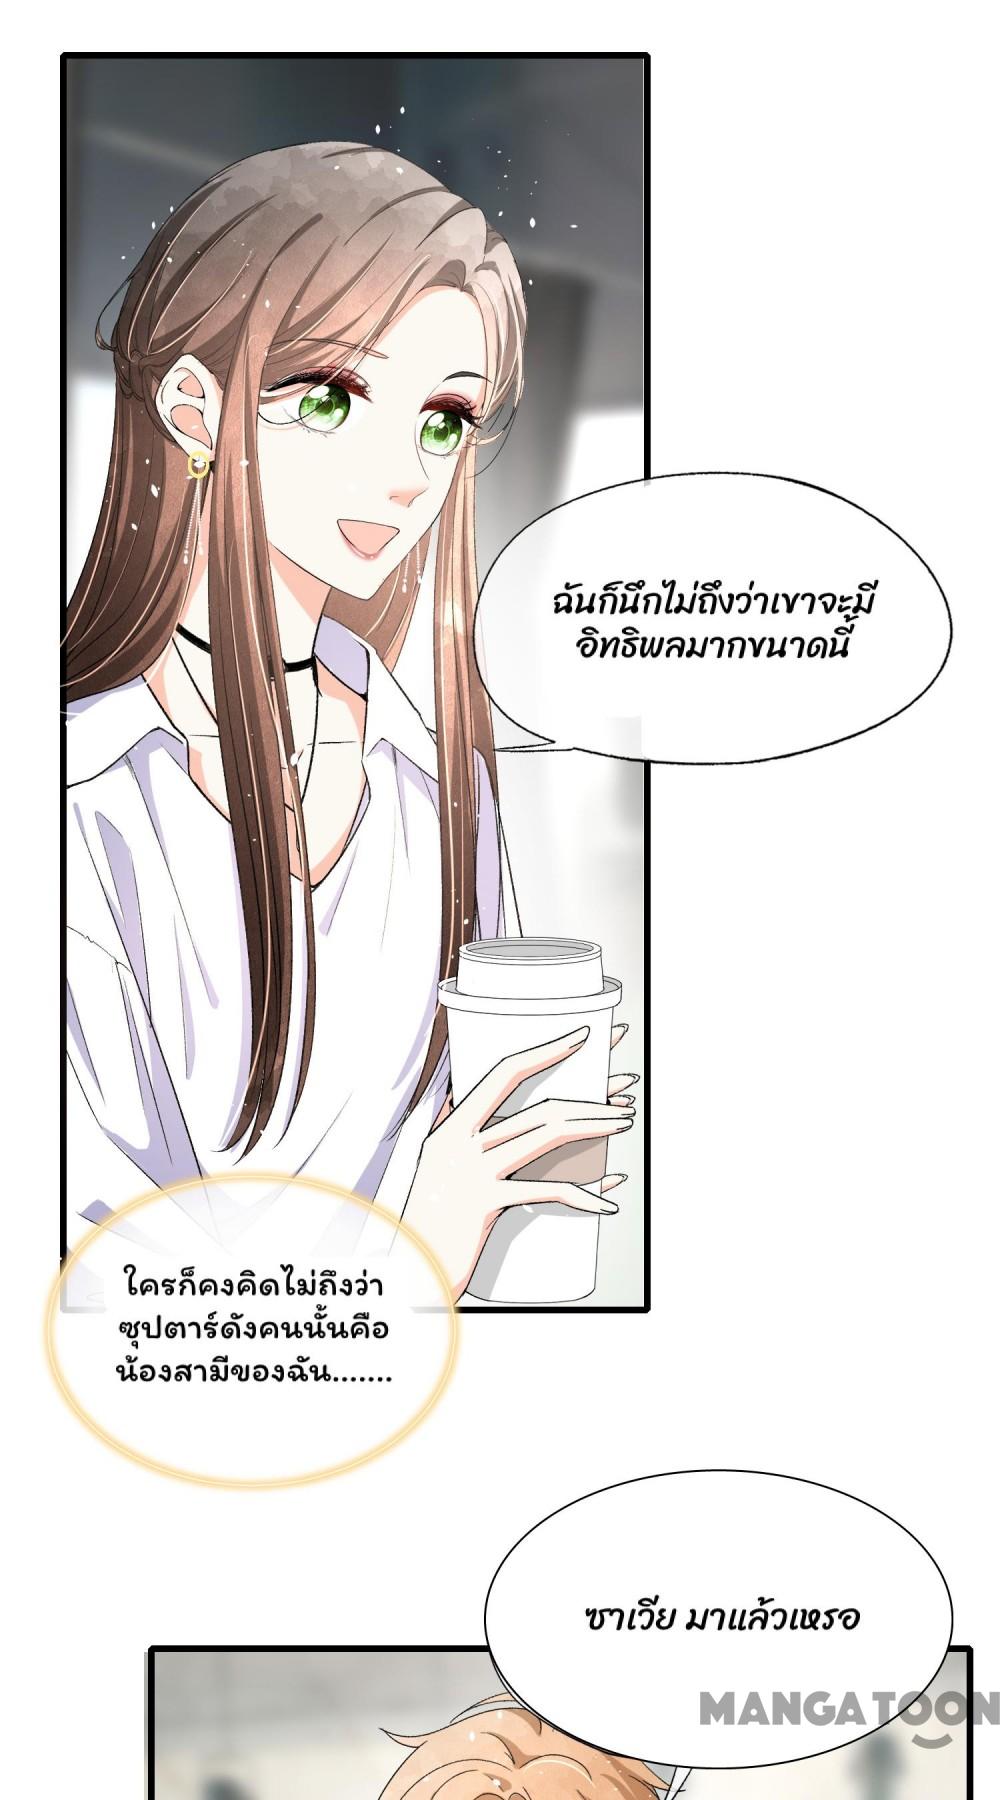 ฉันก็นึกไม่ถึงว่าเขาจะมี
อิทธิพลมากขนาดนี้
ใครก็คงคิดไม่ถึงว่า
ซุปตาร์ดังคนนั้นคือ
น้องสามีของฉัน.......
ซาเวีย มาแล้วเหรอ
MANGATOON